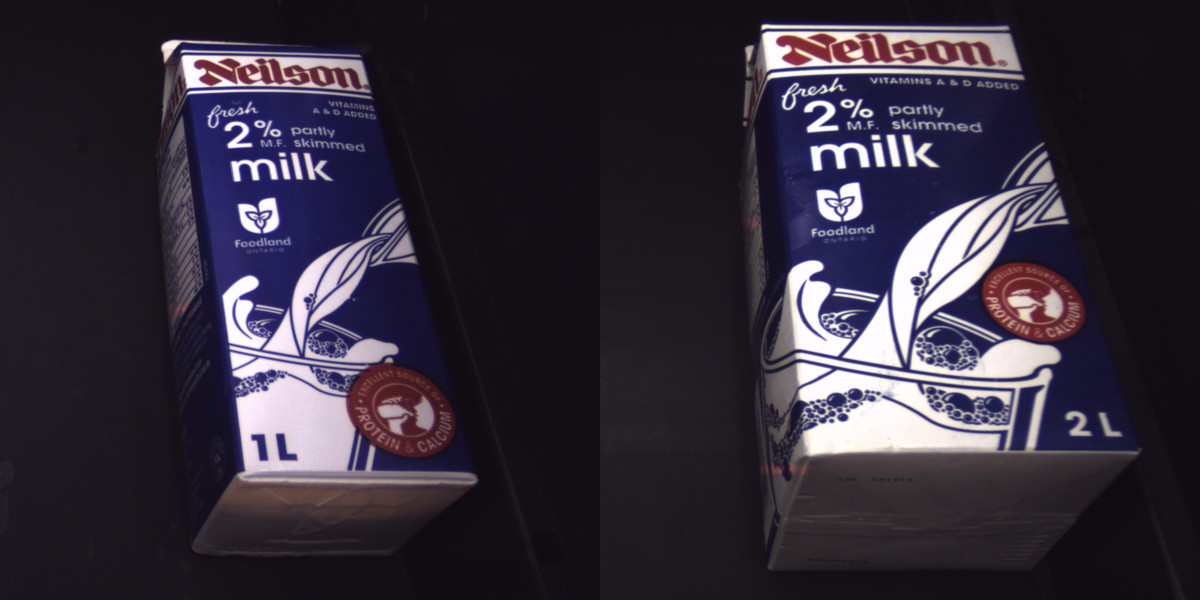 Neilson
fresh
VITAMINS
A & D ADDED
2%
M.F.
partly
skimmed
milk
Foodland
ONTARIO
EXCELLENT SOURCE OF
PROTEIN & CALCIUM
1L
Neilson®
fresh
VITAMINS A & D ADDED
2%
M.F.
partly
skimmed
milk
Foodland
ONTARIO
EXCELLENT SOURCE OF
PROTEIN & CALCIUM
2 L